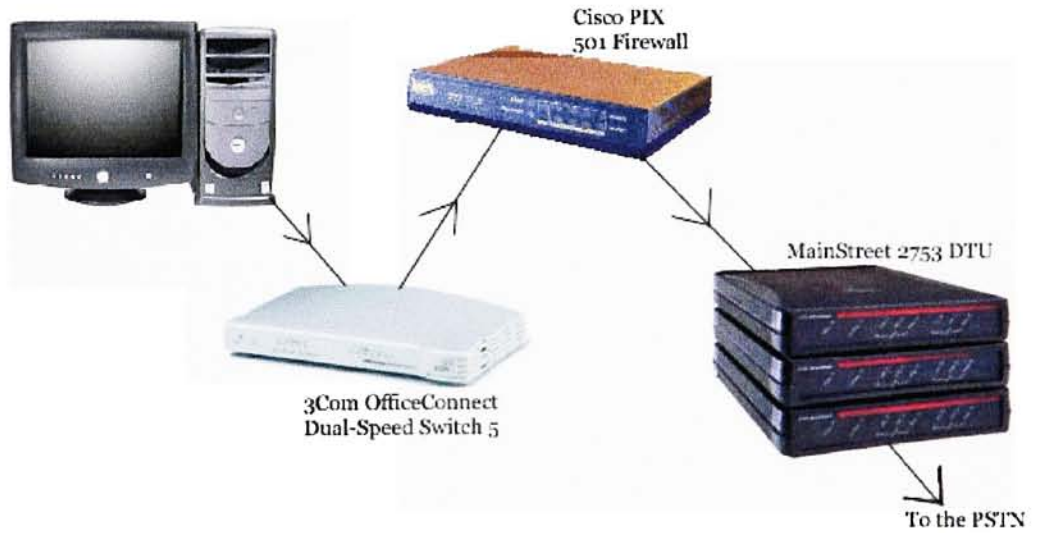 Cisco PIX
501 Firewall
MainStreet 2753 DTU
3Com OfficeConnect
Dual-Speed Switch 5
To the PSTN